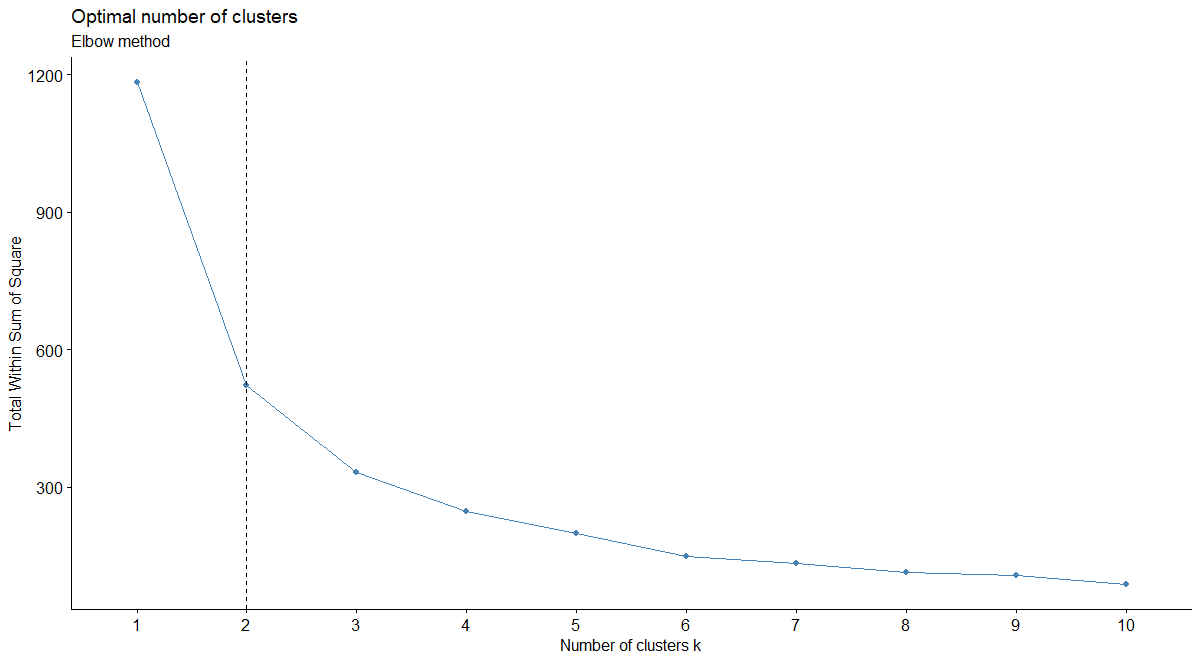 Optimal number of clusters
Elbow method
1200
900
600
300
Total Within Sum of Square
1 2 3 4 5 6 7 8 9 10
Number of clusters k